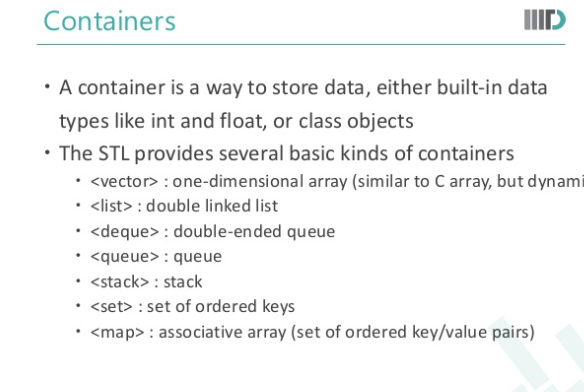 Containers
IIID
• A container is a way to store data, either built-in data
types like int and float, or class objects
• The STL provides several basic kinds of containers
• <vector> : one-dimensional array (similar to C array, but dynami
• <list> : double linked list
• <deque> : double-ended queue
• <queue> : queue
• <stack> : stack
• <set> : set of ordered keys
• <map> : associative array (set of ordered key/value pairs)